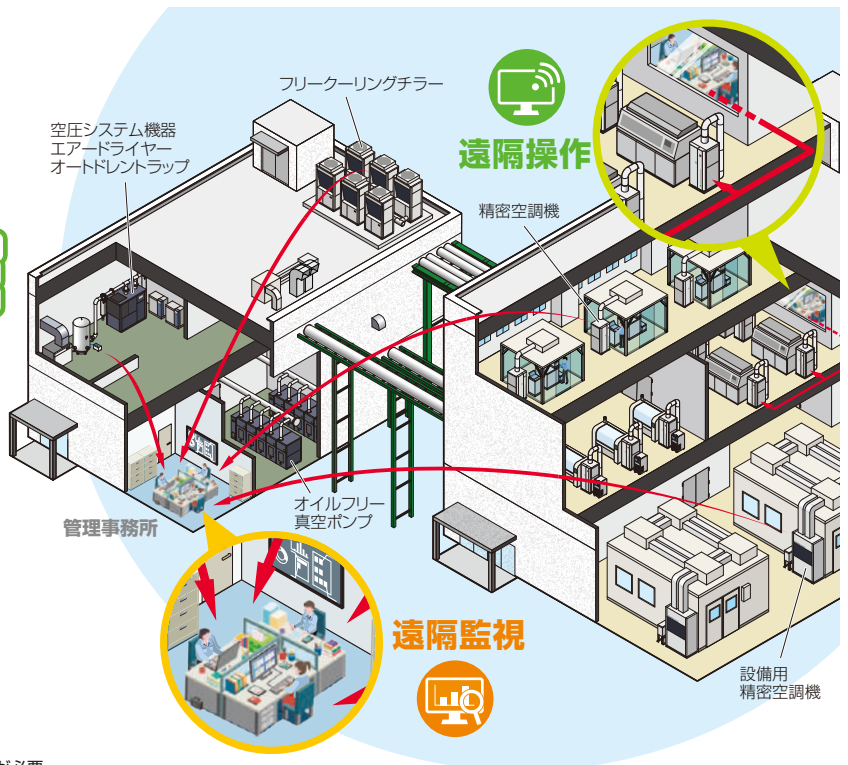 フリークーリングチラー
遠隔操作
空圧システム機器
エアードライヤー
オートドレントラップ
精密空調機
オイルフリー
真空ポンプ
管理事務所
遠隔監視
設備用
精密空調機
が必要